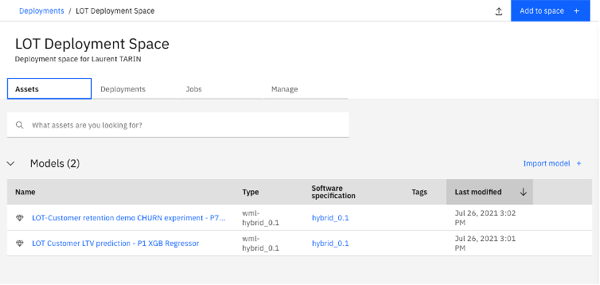 Deployments / LOT Deployment Space
Add to space +
LOT Deployment Space
Deployment space for Laurent TARIN
Assets Deployments Jobs Manage
What assets are you looking for?
Models (2)
Import model +
Name Type Software specification Tags Last modified
LOT-Customer retention demo CHURN experiment - P7... wml-hybrid_0.1 hybrid_0.1 Jul 26, 2021 3:02 PM
LOT Customer LTV prediction - P1 XGB Regressor wml-hybrid_0.1 hybrid_0.1 Jul 26, 2021 3:01 PM